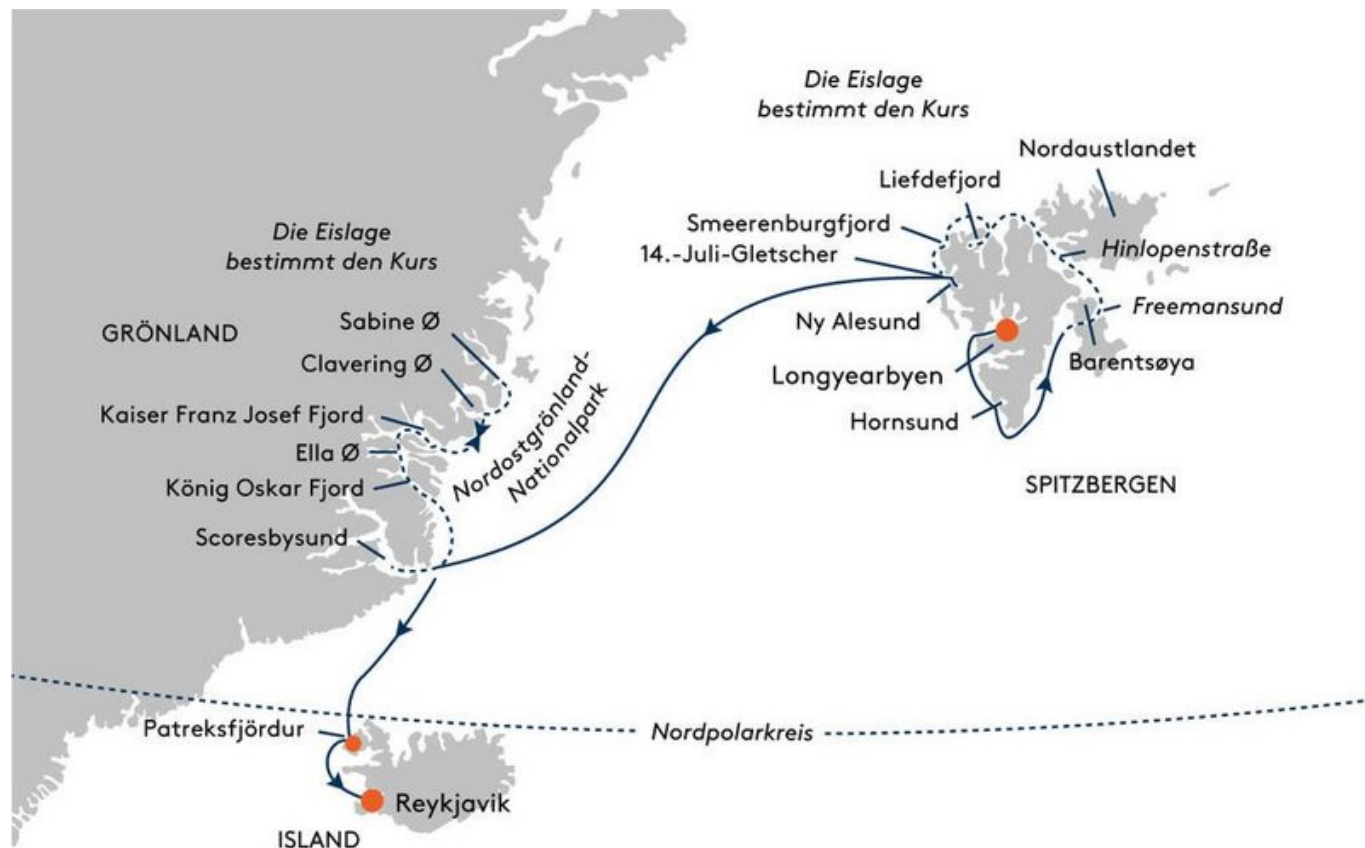 Die Eislage
bestimmt den Kurs
Nordaustlandet
Liefdefjord
Smeerenburgfjord
14.-Juli-Gletscher
Hinlopenstraße
Die Eislage
bestimmt den Kurs
Freemansund
Sabine Ø
Ny Alesund
GRÖNLAND
Clavering Ø
Barentsøya
Longyearbyen
Kaiser Franz Josef Fjord
Hornsund
Ella Ø
Nordostgrönland-
Nationalpark
König Oskar Fjord
SPITZBERGEN
Scoresbysund
Patreksfjördur
Nordpolarkreis
Reykjavik
ISLAND